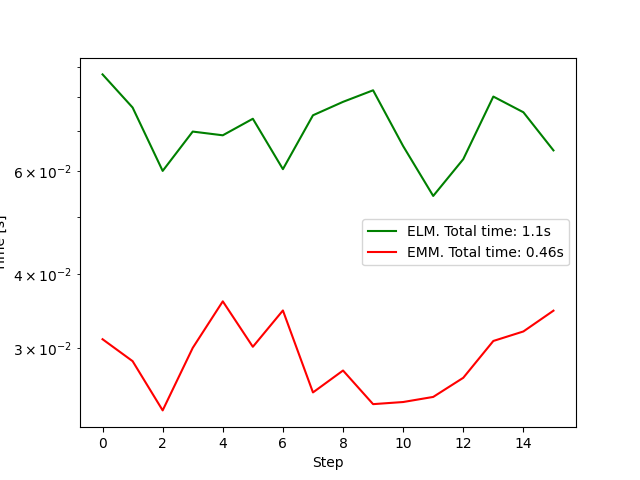 Time [s]
6 × 10⁻²
4 × 10⁻²
3 × 10⁻²
ELM. Total time: 1.1s
EMM. Total time: 0.46s
0 2 4 6 8 10 12 14
Step